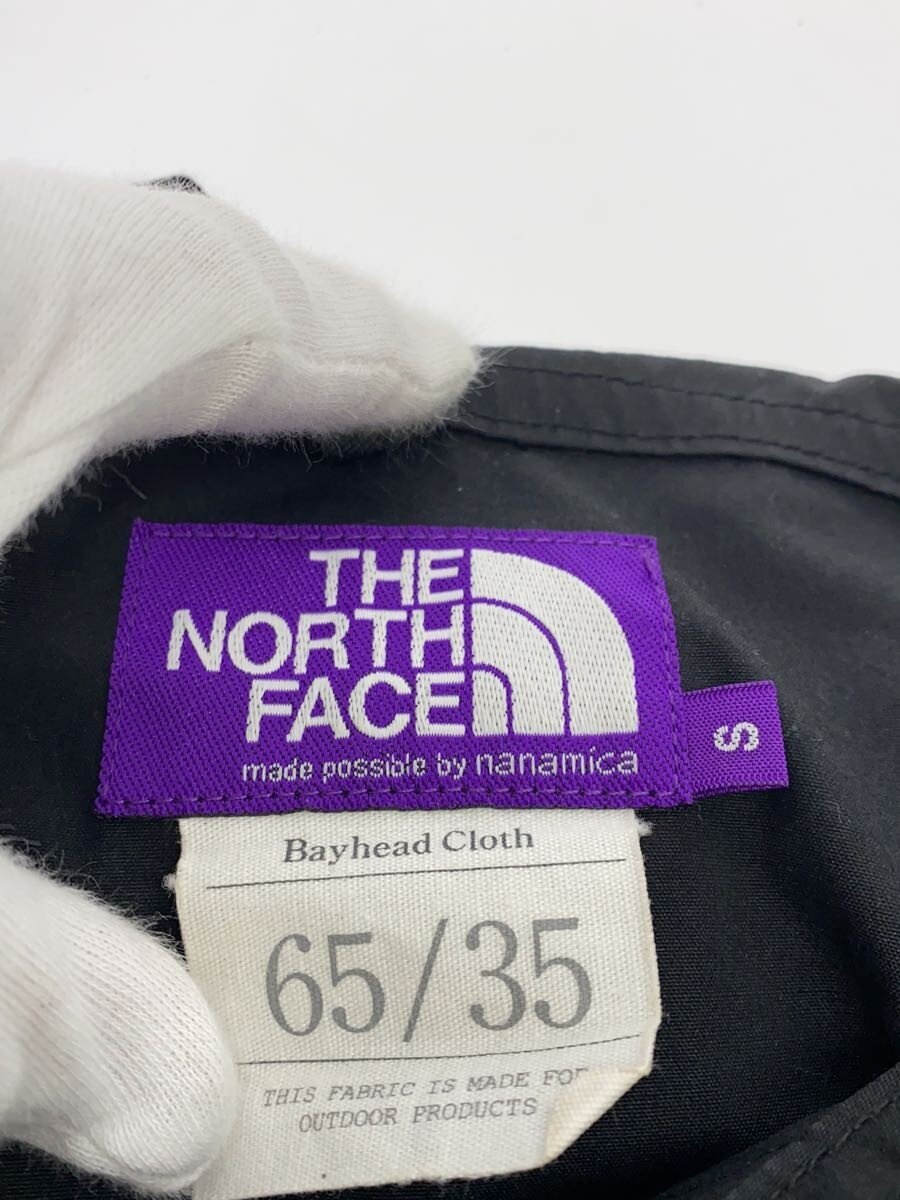 THE
NORTH
FACE
made possible by nanamica
S
Bayhead Cloth
65/35
THIS FABRIC IS MADE FOR
OUTDOOR PRODUCTS